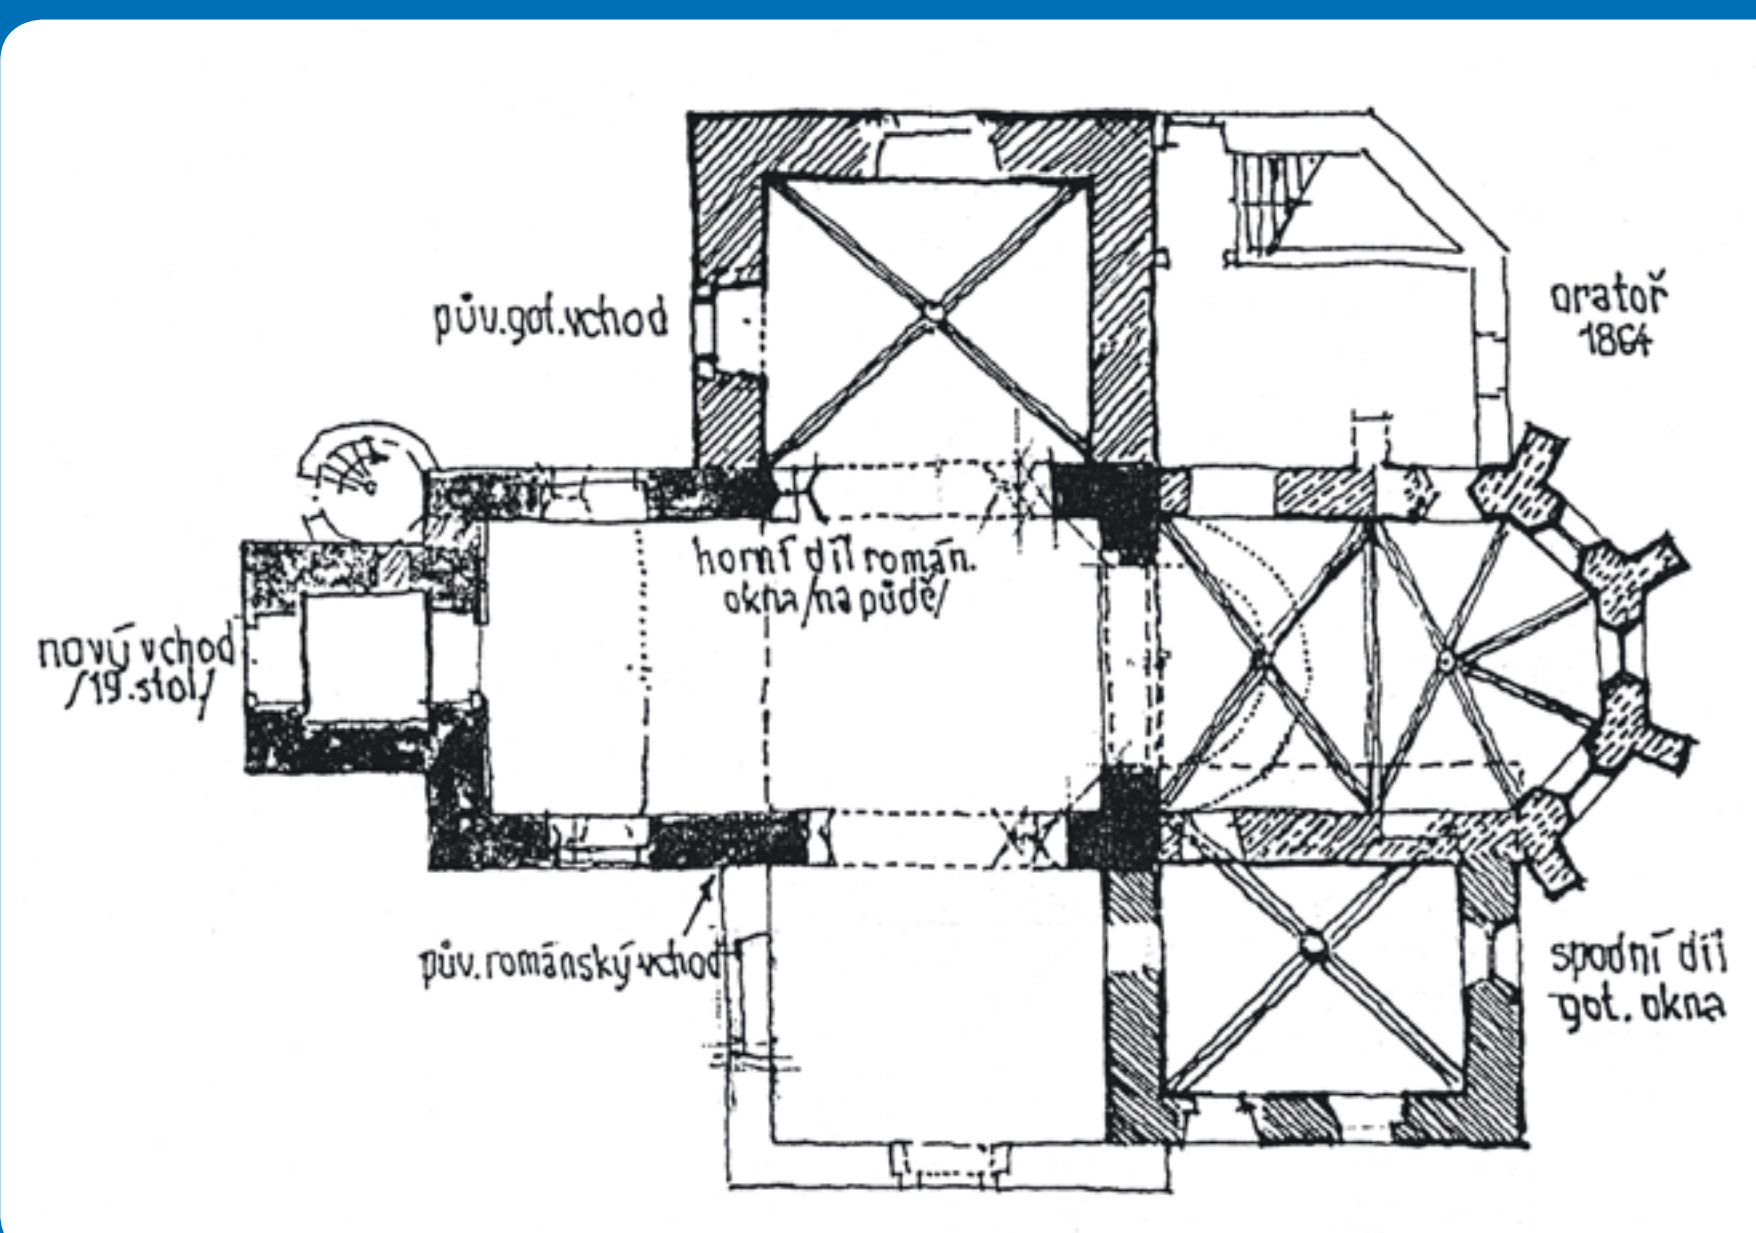 pův.got.vchod
oratoř
1864
horní díl román.
okna/na půdě/
nový vchod
/19.stol/
pův.románský vchod
spodní díl
got. okna